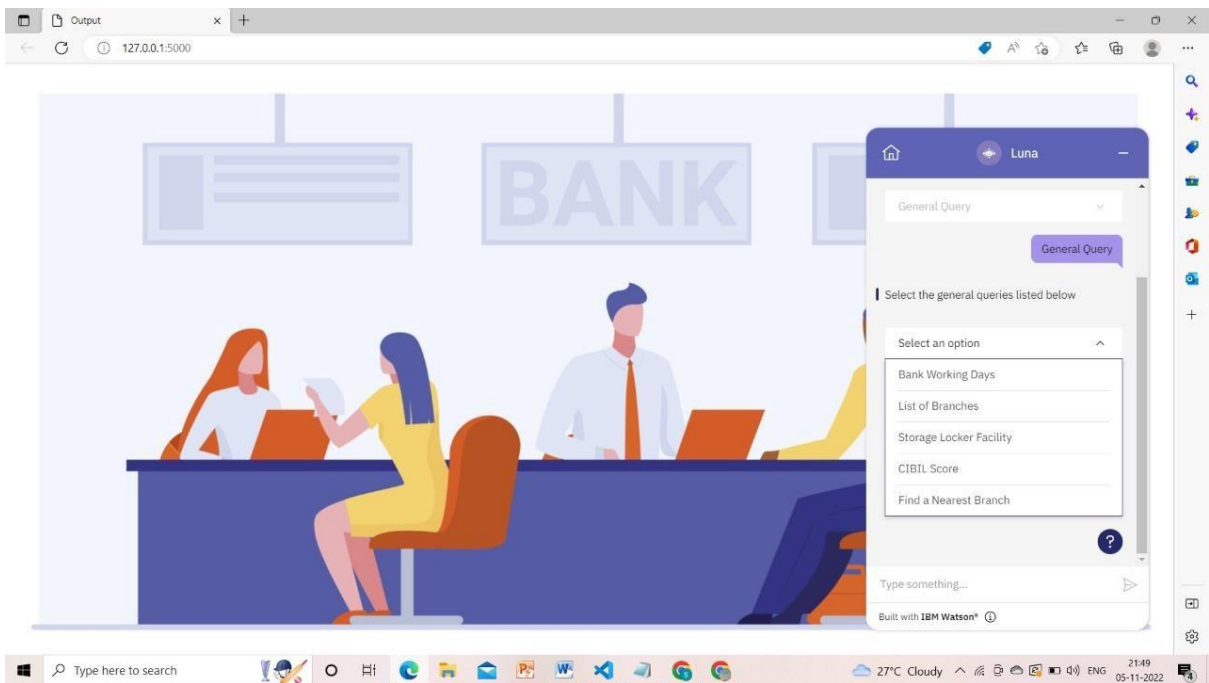 Output
127.0.0.1:5000
BANK
Luna
General Query
General Query
Select the general queries listed below
Select an option
Bank Working Days
List of Branches
Storage Locker Facility
CIBIL Score
Find a Nearest Branch
?
Type something...
Built with IBM Watson®
Type here to search
27°C Cloudy
ENG
21:49
05-11-2022